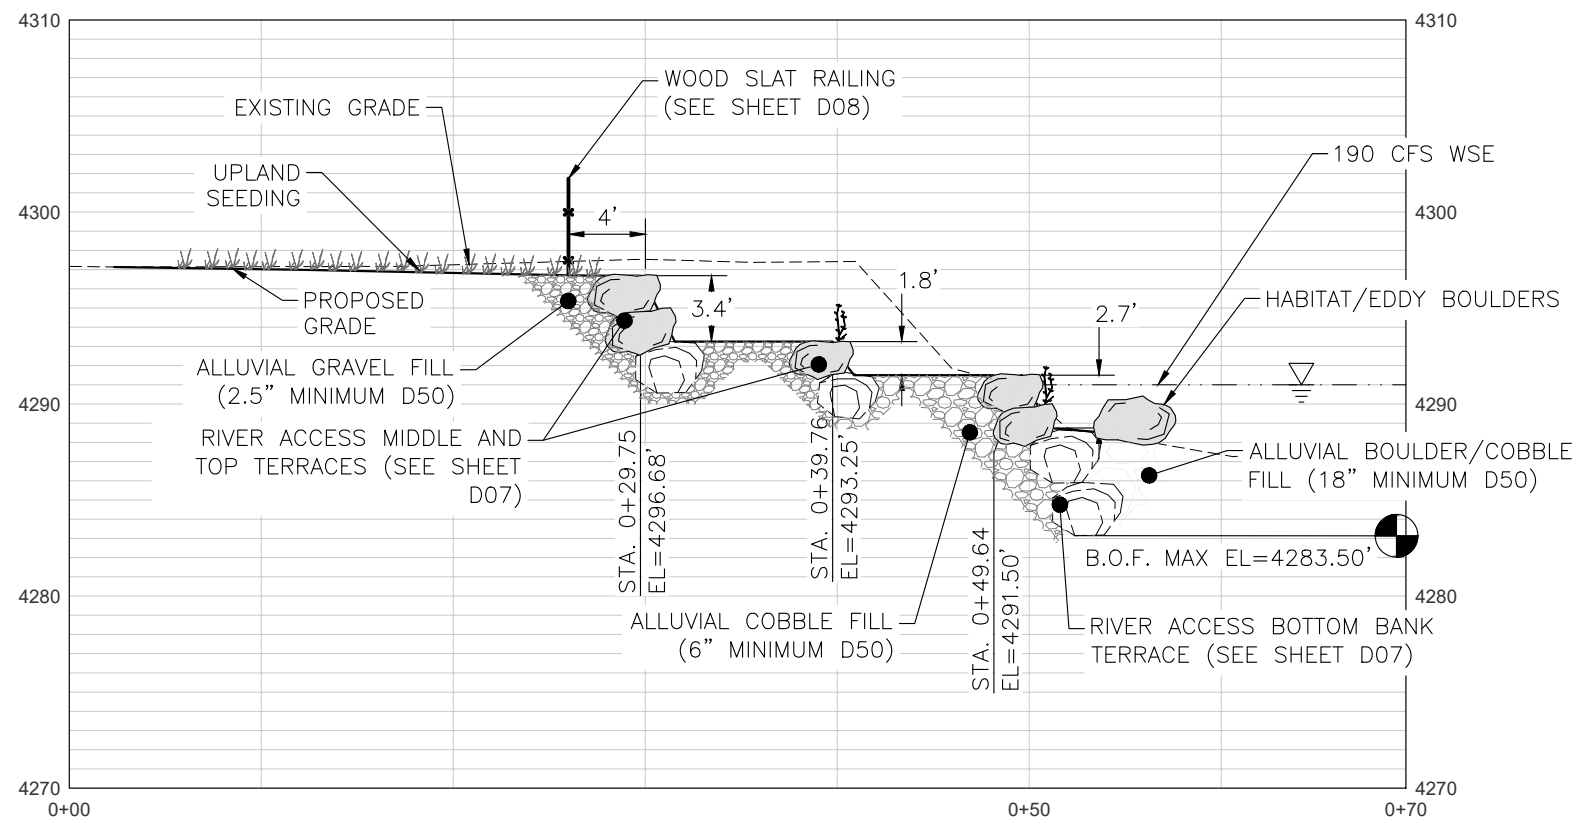 4310
4310
WOOD SLAT RAILING
(SEE SHEET D08)
EXISTING GRADE
190 CFS WSE
UPLAND
SEEDING
4300
4300
4'
1.8'
3.4'
2.7'
PROPOSED
GRADE
HABITAT/EDDY BOULDERS
ALLUVIAL GRAVEL FILL
(2.5" MINIMUM D50)
4290
4290
RIVER ACCESS MIDDLE AND
TOP TERRACES (SEE SHEET
D07)
STA. 0+29.75
EL=4296.68'
STA. 0+39.76
EL=4293.25'
STA. 0+49.64
EL=4291.50'
ALLUVIAL BOULDER/COBBLE
FILL (18" MINIMUM D50)
B.O.F. MAX EL=4283.50'
4280
4280
ALLUVIAL COBBLE FILL
(6" MINIMUM D50)
RIVER ACCESS BOTTOM BANK
TERRACE (SEE SHEET D07)
4270
4270
0+00
0+50
0+70